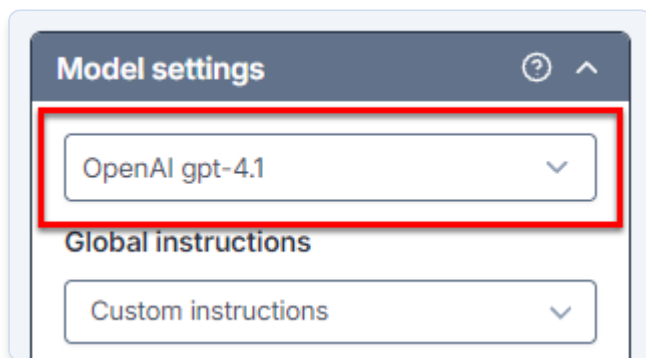 Model settings
OpenAI gpt-4.1
Global instructions
Custom instructions